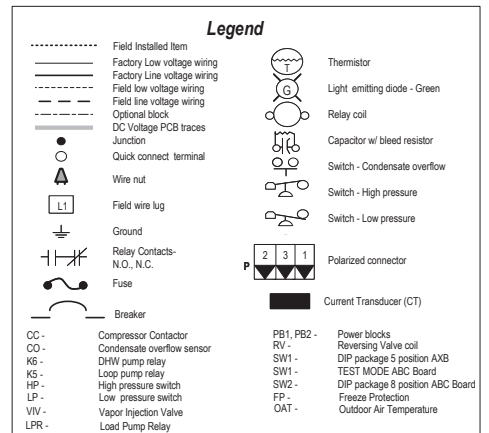 Legend
Field Installed Item
Factory Low voltage wiring
Factory Line voltage wiring
Field low voltage wiring
Field line voltage wiring
Optional block
DC Voltage PCB traces
Junction
Quick connect terminal
Wire nut
L1 Field wire lug
Ground
Relay Contacts-
N.O., N.C.
Fuse
Breaker
T Thermistor
G Light emitting diode - Green
Relay coil
Capacitor w/ bleed resistor
Switch - Condensate overflow
Switch - High pressure
Switch - Low pressure
P 2 3 1 Polarized connector
Current Transducer (CT)
CC - Compressor Contactor
CO - Condensate overflow sensor
K6 - DHW pump relay
K5 - Loop pump relay
HP - High pressure switch
LP - Low pressure switch
VIV - Vapor Injection Valve
LPR - Load Pump Relay
PB1, PB2 - Power blocks
RV - Reversing Valve coil
SW1 - DIP package 5 position AXB
SW1 - TEST MODE ABC Board
SW2 - DIP package 8 position ABC Board
FP - Freeze Protection
OAT - Outdoor Air Temperature